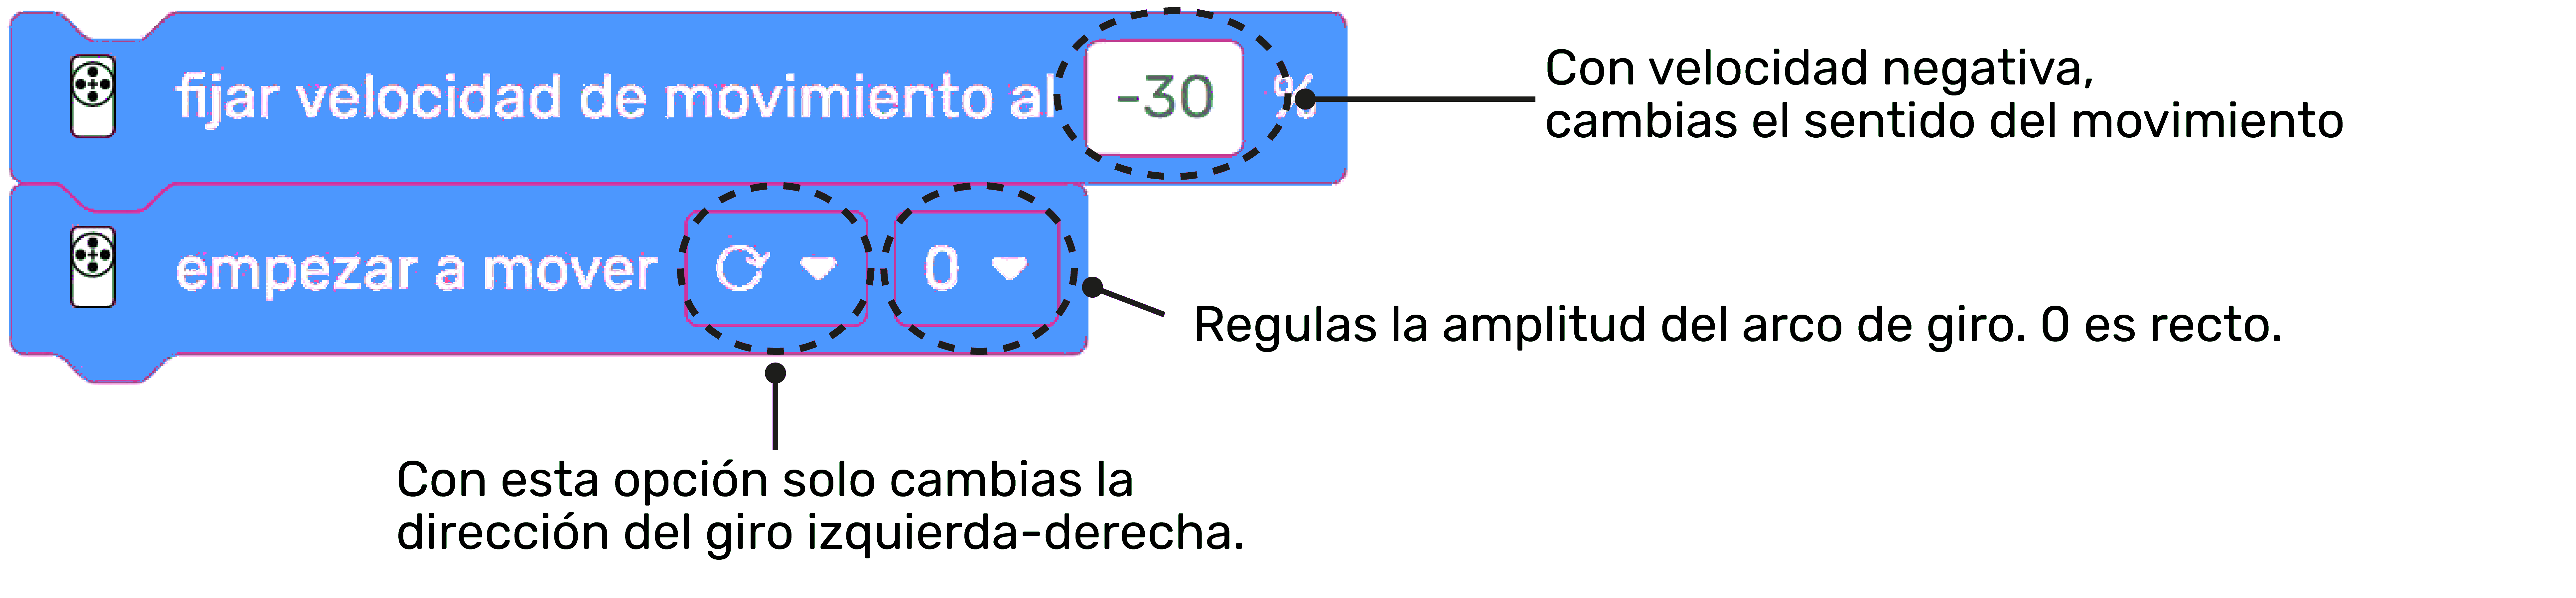 fijar velocidad de movimiento al -30 %
Con velocidad negativa,
cambias el sentido del movimiento
empezar a mover 0
Regulas la amplitud del arco de giro. 0 es recto.
Con esta opción solo cambias la
dirección del giro izquierda-derecha.